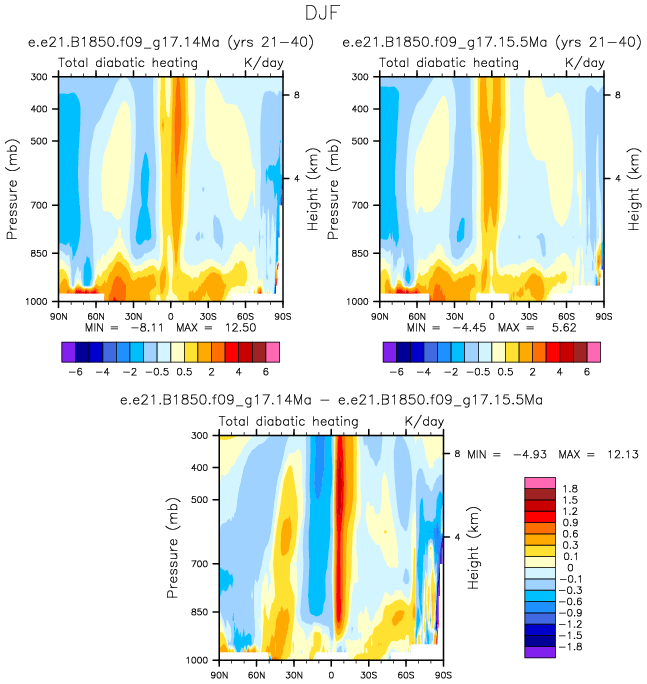 DJF
e.e21.B1850.f09_g17.14Ma (yrs 21-40)
e.e21.B1850.f09_g17.15.5Ma (yrs 21-40)
Total diabatic heating K/day
Total diabatic heating K/day
300 400 500 700 850 1000
Pressure (mb)
8 4
Height (km)
90N 60N 30N 0 30S 60S 90S
MIN = -8.11 MAX = 12.50
-6 -4 -2 -0.5 0.5 2 4 6
300 400 500 700 850 1000
Pressure (mb)
8 4
Height (km)
90N 60N 30N 0 30S 60S 90S
MIN = -4.45 MAX = 5.62
-6 -4 -2 -0.5 0.5 2 4 6
e.e21.B1850.f09_g17.14Ma - e.e21.B1850.f09_g17.15.5Ma
Total diabatic heating K/day
300 400 500 700 850 1000
Pressure (mb)
8 4
Height (km)
90N 60N 30N 0 30S 60S 90S
MIN = -4.93 MAX = 12.13
1.8
1.5
1.2
0.9
0.6
0.3
0.1
0
-0.1
-0.3
-0.6
-0.9
-1.2
-1.5
-1.8